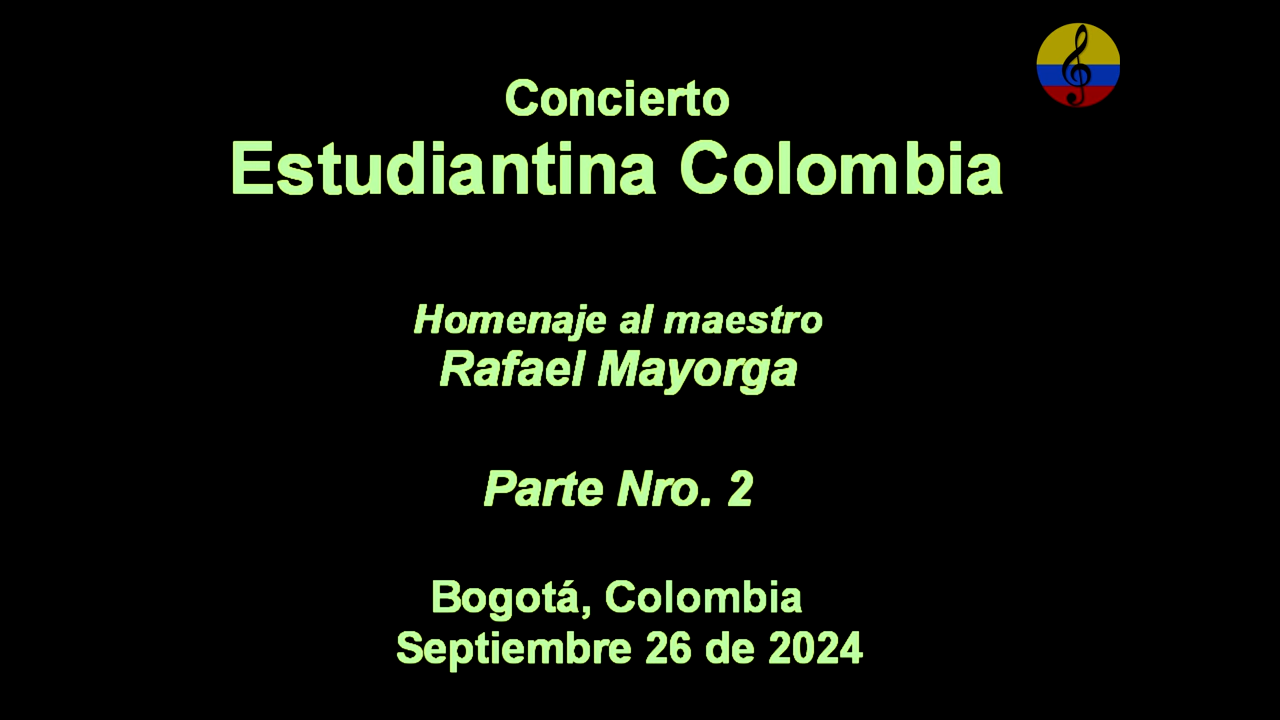 Concierto
Estudiantina Colombia
Homenaje al maestro
Rafael Mayorga
Parte Nro. 2
Bogotá, Colombia
Septiembre 26 de 2024